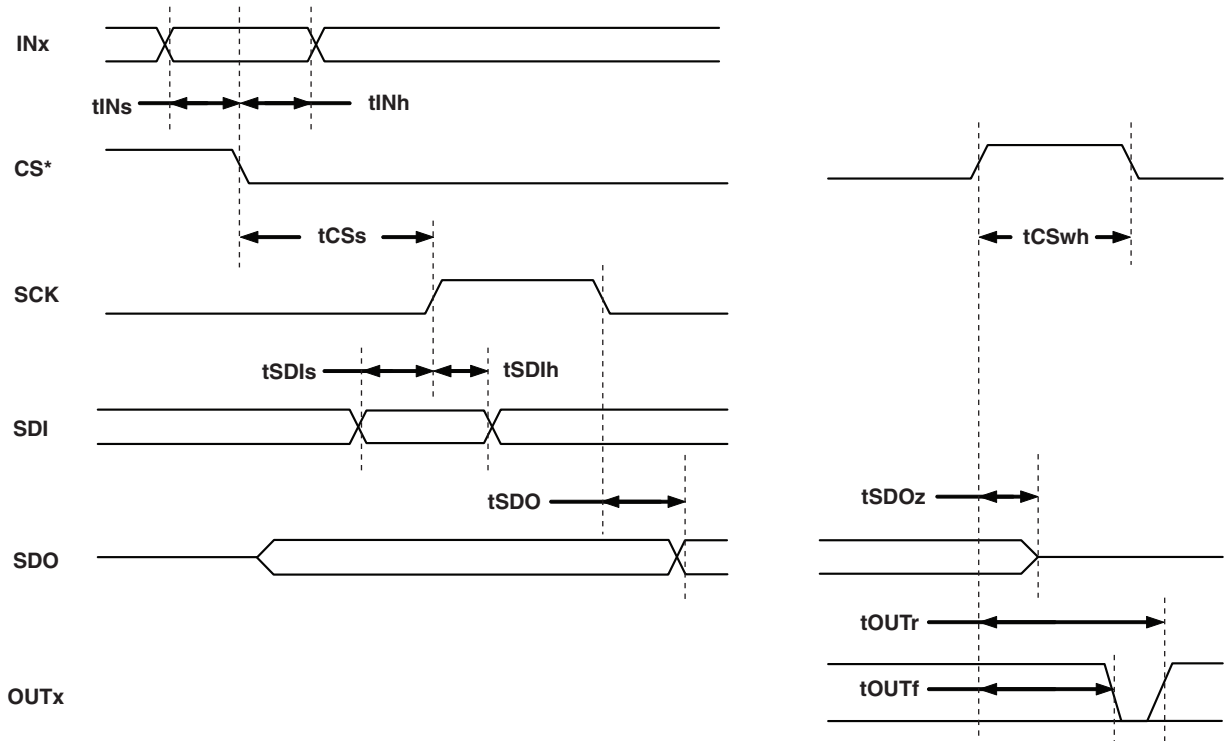 INx
tINs
tINh
CS*
tCSs
tCSwh
SCK
tSDIs
tSDIh
SDI
tSDO
tSDOz
SDO
tOUTr
tOUTf
OUTx